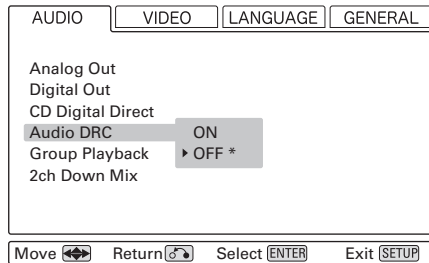 AUDIO VIDEO LANGUAGE GENERAL
Analog Out
Digital Out
CD Digital Direct
Audio DRC ON
Group Playback OFF *
2ch Down Mix
Move Return Select ENTER Exit SETUP